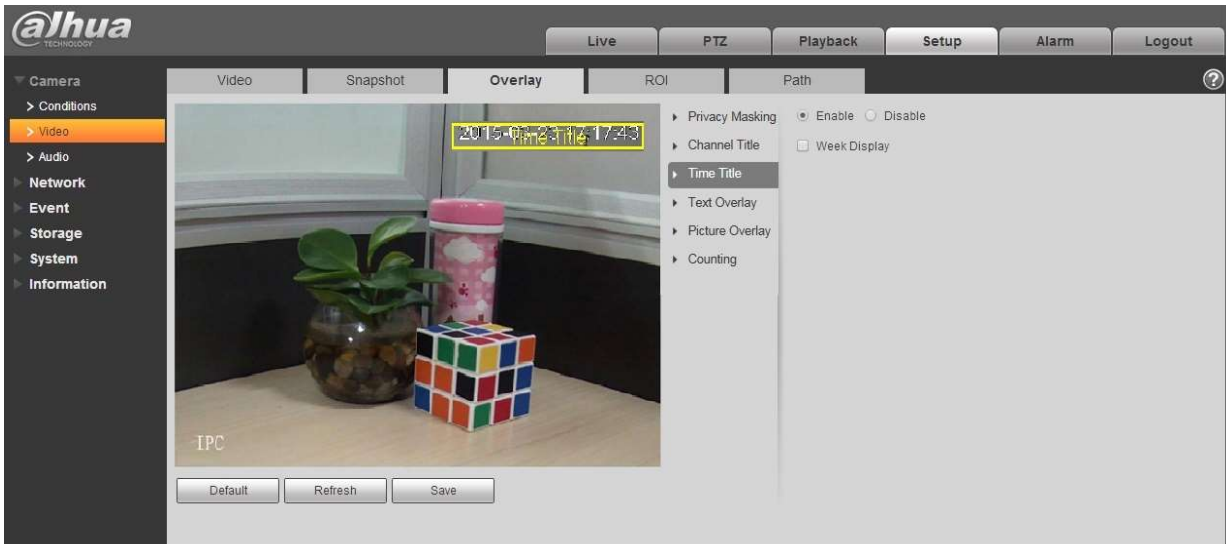 alhua
TECHNOLOGY
Live
PTZ
Playback
Setup
Alarm
Logout
Camera
> Conditions
> Video
> Audio
Network
Event
Storage
System
Information
Video
Snapshot
Overlay
ROI
Path
?
Time Title
IPC
Privacy Masking
Channel Title
Time Title
Text Overlay
Picture Overlay
Counting
Enable
Disable
Week Display
Default
Refresh
Save